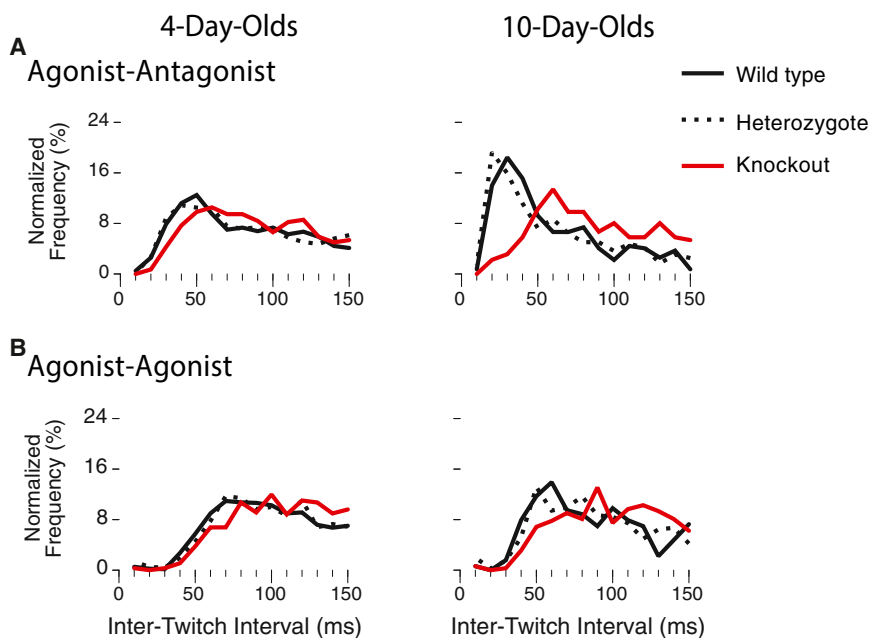 4-Day-Olds
10-Day-Olds
A
Agonist-Antagonist
Wild type
Heterozygote
Knockout
Normalized
Frequency (%)
24
16
8
0
0
50
100
150
0
50
100
150
B
Agonist-Agonist
Normalized
Frequency (%)
24
16
8
0
0
50
100
150
0
50
100
150
Inter-Twitch Interval (ms)
Inter-Twitch Interval (ms)